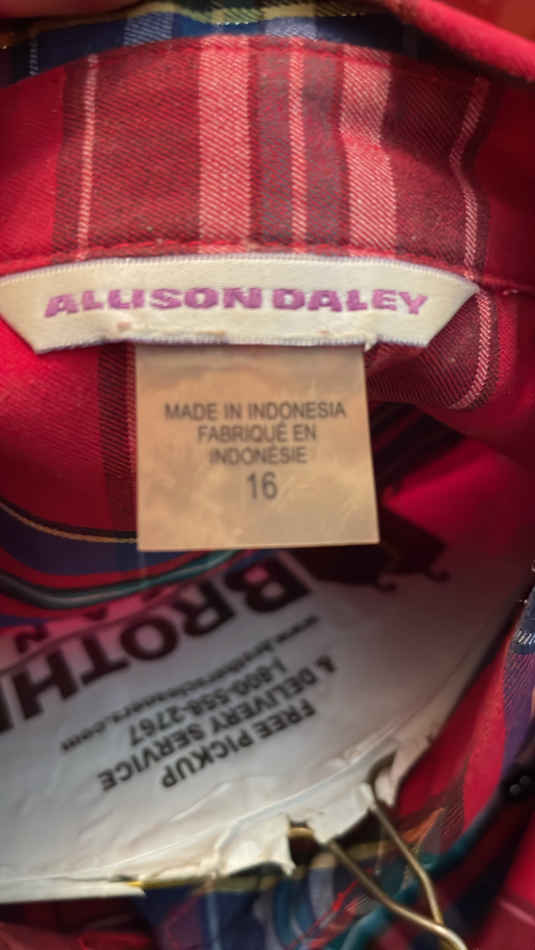 ALLISON DALEY
MADE IN INDONESIA
FABRIQUÉ EN
INDONÉSIE
16
FREE PICKUP
& DELIVERY SERVICE
1-800-558-2767
BROTH